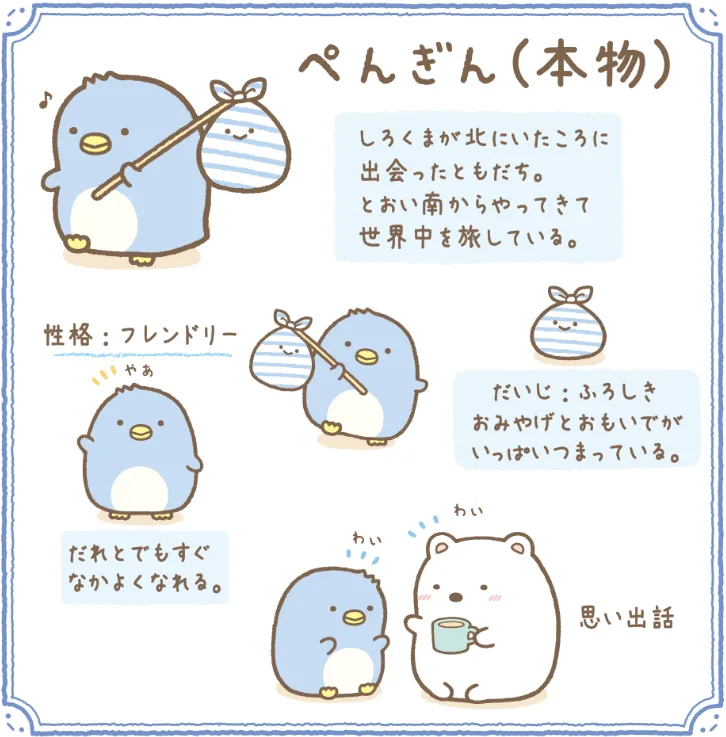 ぺんぎん(本物)
しろくまが北にいたころに
出会ったともだち。
とおい南からやってきて
世界中を旅している。
性格:フレンドリー
やあ
だれとでもすぐ
なかよくなれる。
だいじ:ふろしき
おみやげとおもいでが
いっぱいつまっている。
わい
わい
思い出話